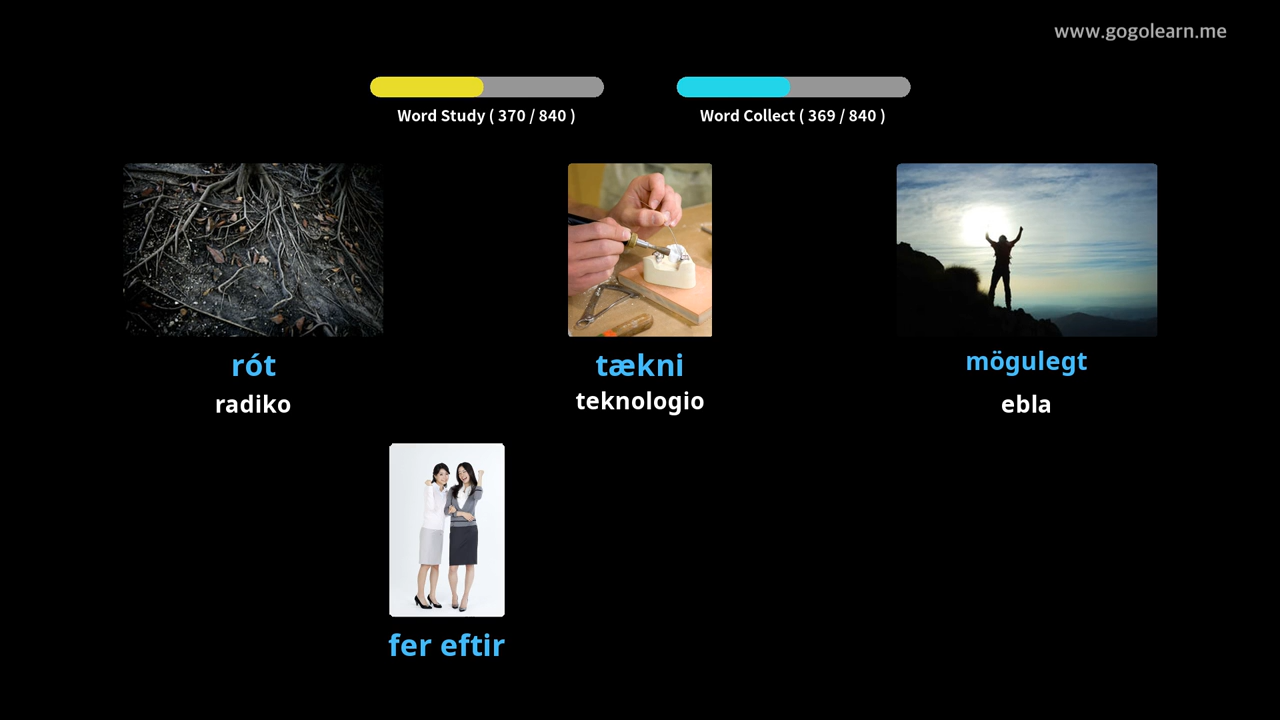 www.gogolearn.me
Word Study ( 370 / 840 )
Word Collect ( 369 / 840 )
rót
radiko
tækni
teknologio
mögulegt
ebla
fer eftir